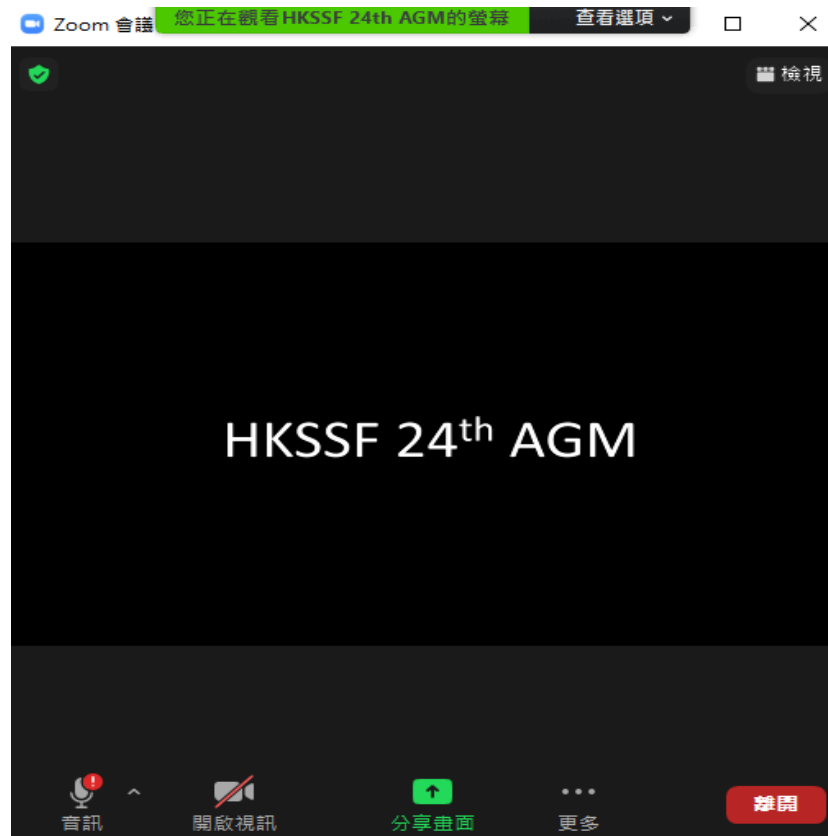 Zoom 會議
您正在觀看HKSSF 24th AGM的螢幕
查看選項
檢視
HKSSF 24th AGM
音訊
開啟視訊
分享畫面
更多
離開